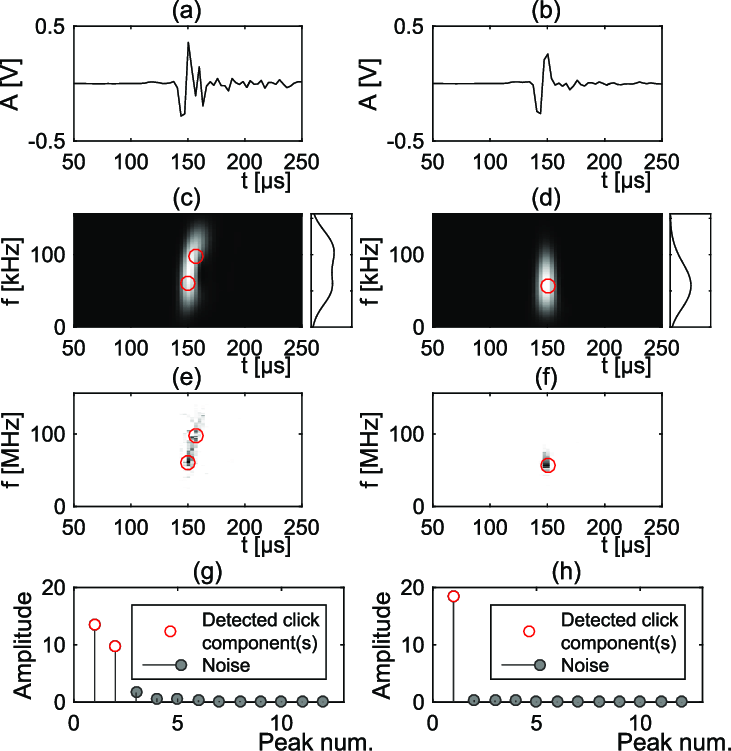 (a) (b)
0.5 0.5
A [V] A [V]
-0.5 -0.5
50 100 150 200 250 50 100 150 200 250
t [µs] t [µs]
(c) (d)
100 100
f [kHz] f [kHz]
0 0
50 100 150 200 250 50 100 150 200 250
t [µs] t [µs]
(e) (f)
100 100
f [MHz] f [MHz]
0 0
50 100 150 200 250 50 100 150 200 250
t [µs] t [µs]
(g) (h)
20 20
Detected click Detected click
component(s) component(s)
10 10
Amplitude Amplitude
Noise Noise
0 0
0 5 10 0 5 10
Peak num. Peak num.